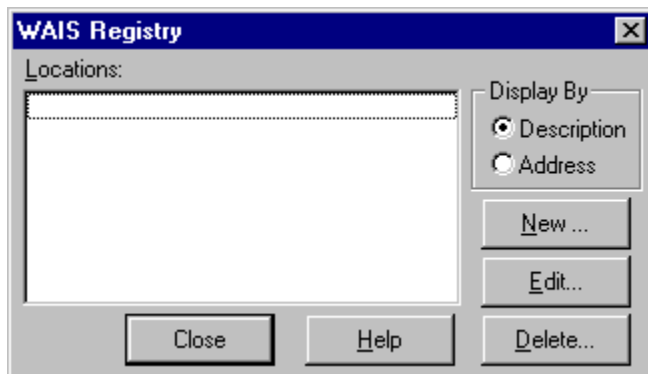 WAIS Registry
Locations:
Display By
Description
Address
New ...
Edit...
Close
Help
Delete...